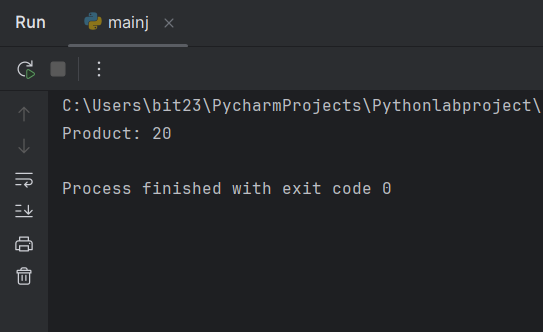 Run mainj
C:\Users\bit23\PycharmProjects\Pythonlabproject\
Product: 20
Process finished with exit code 0